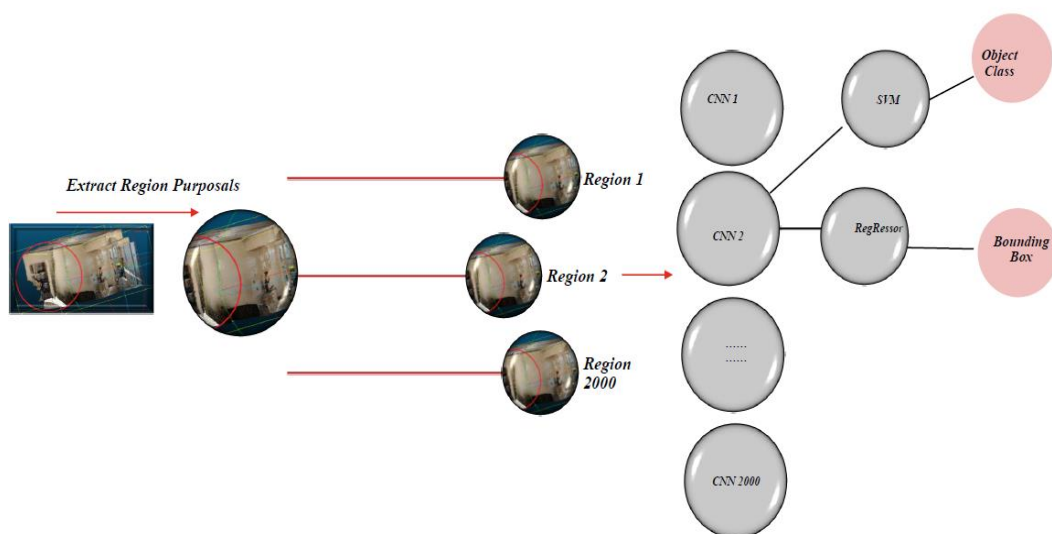 Extract Region Purposals
Region 1
Region 2
Region
2000
CNN 1
CNN 2
......
......
CNN 2000
SVM
RegRessor
Object
Class
Bounding
Box